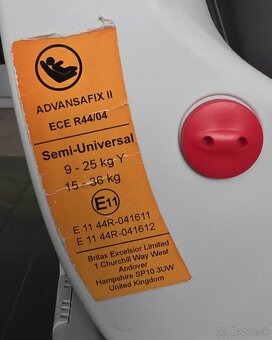 ADVANSAFIX II
ECE R44/04
Semi-Universal
9 - 25 kg Y
15 - 36 kg
E11
E 11 44R-041611
E 11 44R-041612
Britax Excelsior Limited
1 Churchill Way West
Andover
Hampshire SP10 3UW
United Kingdom